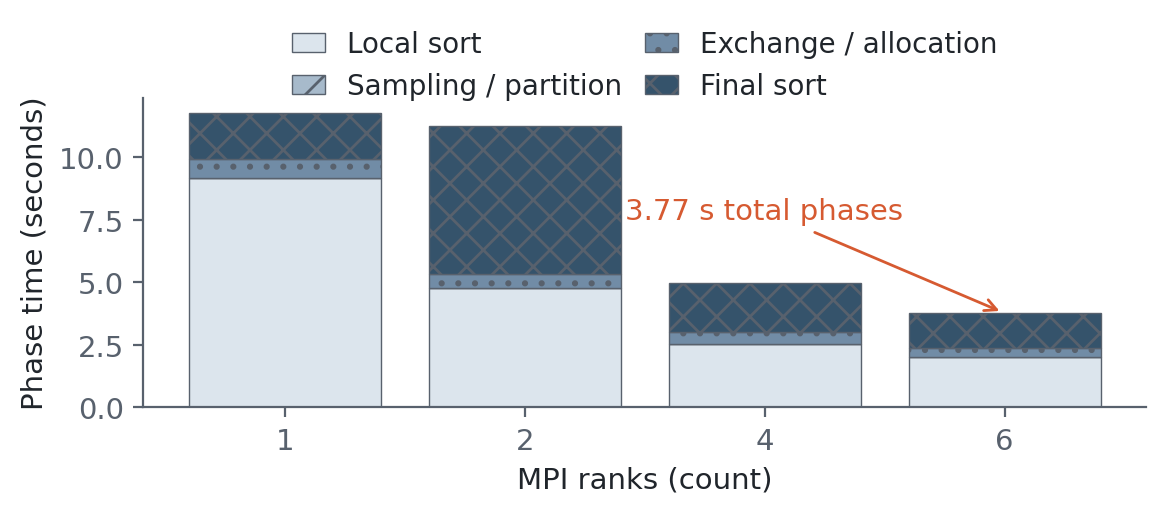 Local sort
Exchange / allocation
Sampling / partition
Final sort
Phase time (seconds)
10.0
7.5
5.0
2.5
0.0
3.77 s total phases
1
2
4
6
MPI ranks (count)